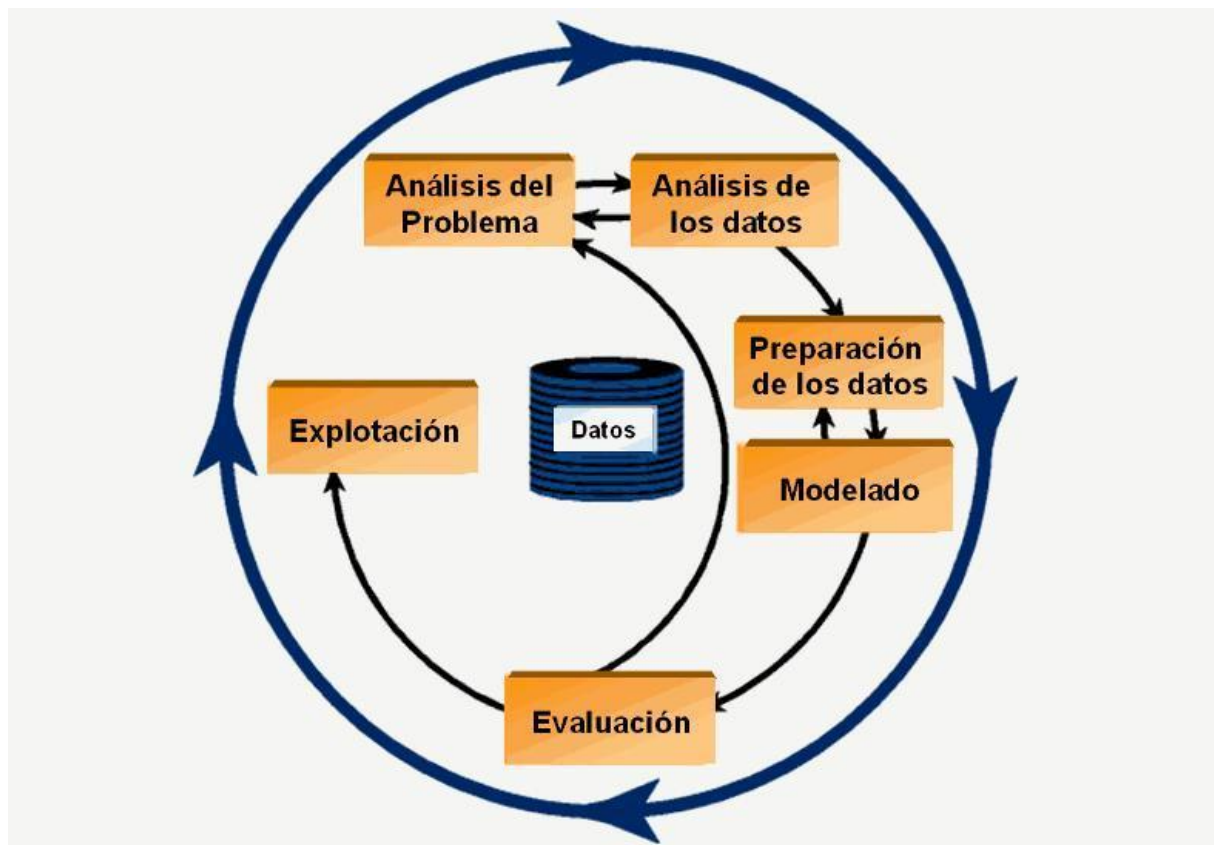 Análisis del
Problema
Análisis de
los datos
Preparación
de los datos
Explotación
Datos
Modelado
Evaluación